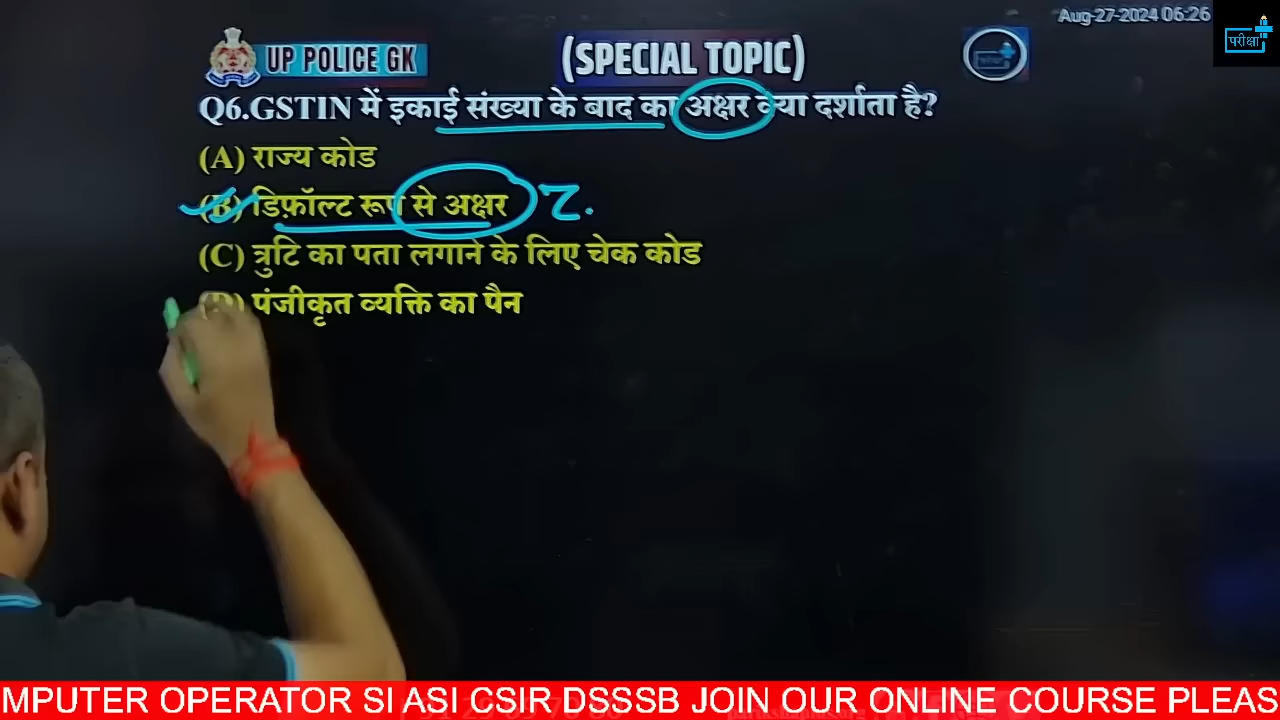 Aug-27-2024 06:26
परीक्षा
UP POLICE GK
(SPECIAL TOPIC)
Q6.GSTIN में इकाई संख्या के बाद का अक्षर क्या दर्शाता है?
(A) राज्य कोड
(B) डिफ़ॉल्ट रूप से अक्षर Z.
(C) त्रुटि का पता लगाने के लिए चेक कोड
(D) पंजीकृत व्यक्ति का पैन
MPUTER OPERATOR SI ASI CSIR DSSSB JOIN OUR ONLINE COURSE PLEAS